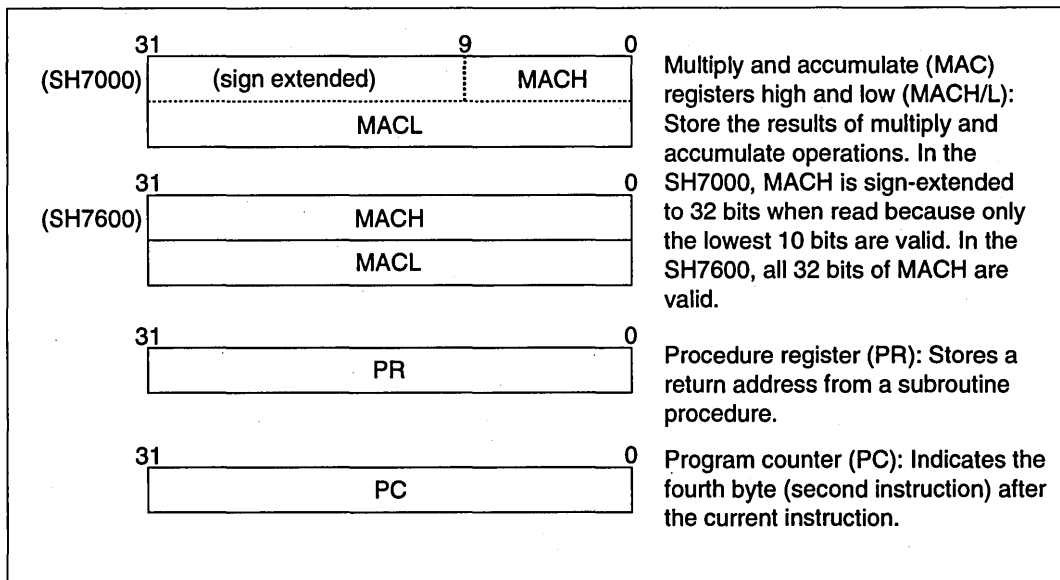 31 9 0
(SH7000) (sign extended) MACH
MACL
Multiply and accumulate (MAC)
registers high and low (MACH/L):
Store the results of multiply and
accumulate operations. In the
SH7000, MACH is sign-extended
to 32 bits when read because only
the lowest 10 bits are valid. In the
SH7600, all 32 bits of MACH are
valid.
31 0
(SH7600) MACH
MACL
31 0
PR
Procedure register (PR): Stores a
return address from a subroutine
procedure.
31 0
PC
Program counter (PC): Indicates the
fourth byte (second instruction) after
the current instruction.